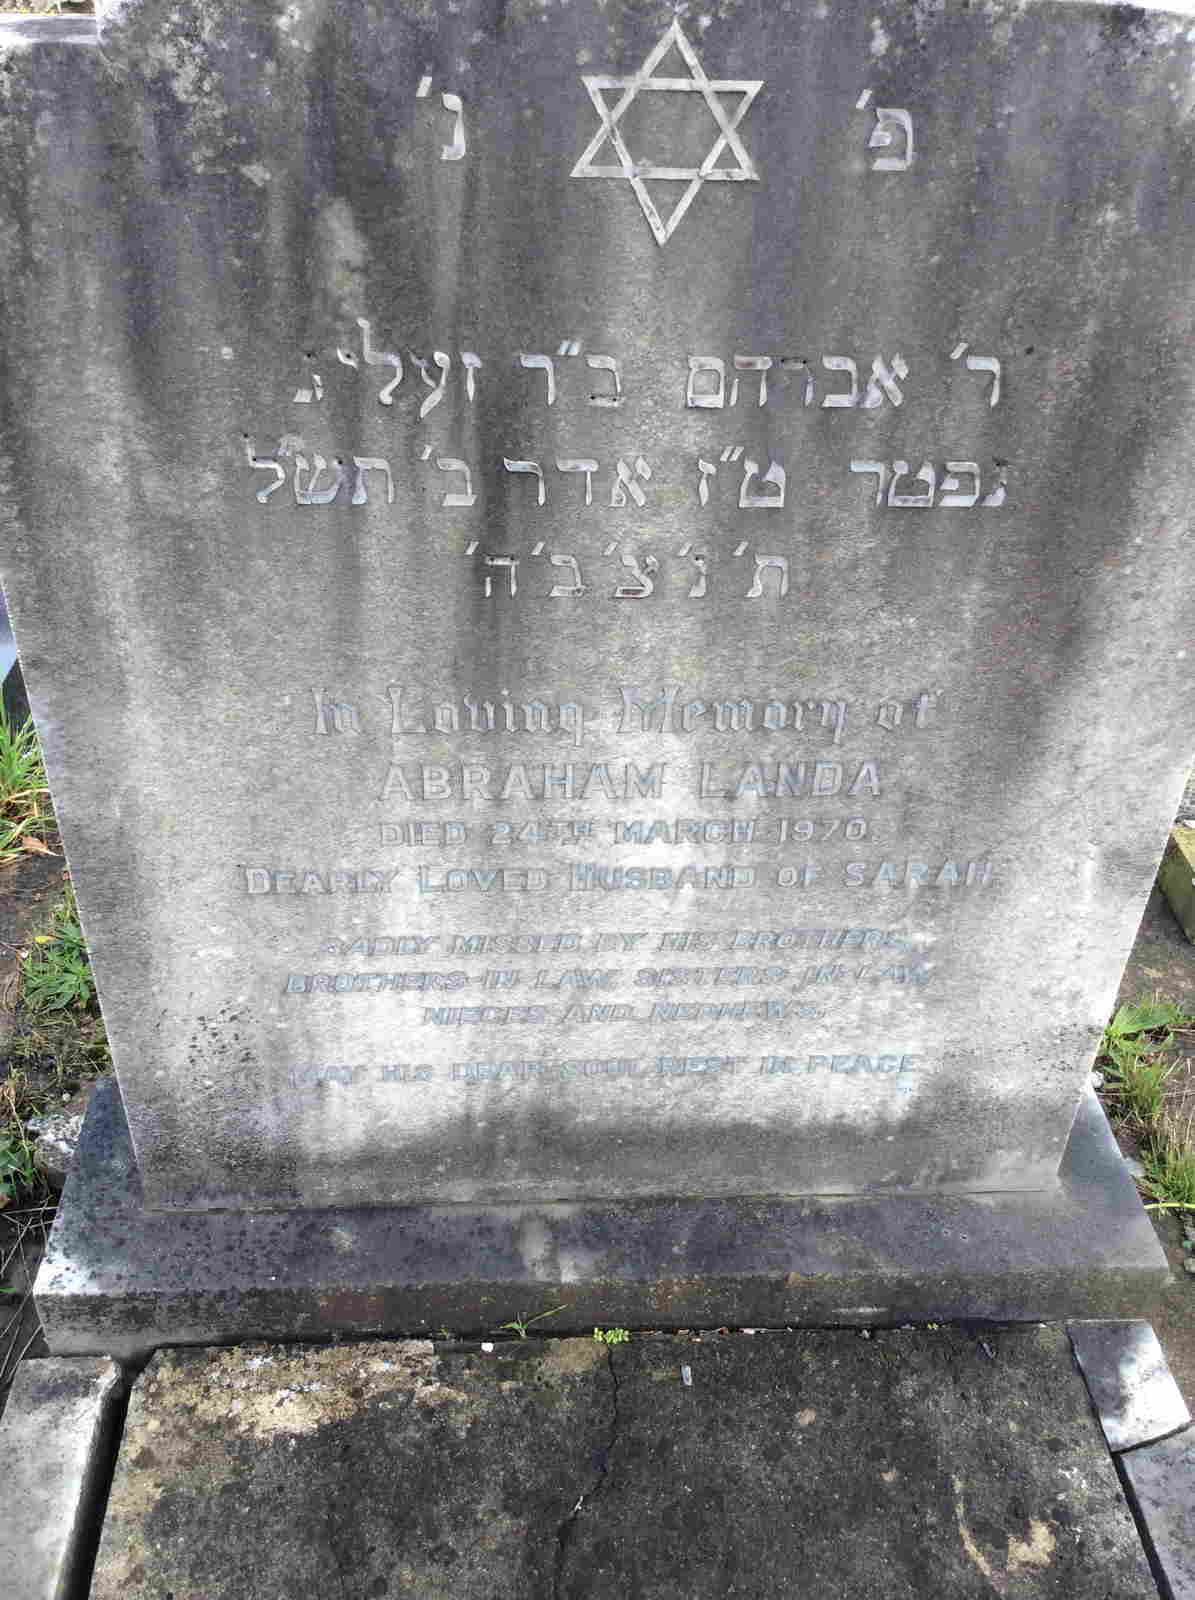 פ' נ'
ר' אברהם ב"ר זעליג
נפטר ט"ז אדר ב' תש"ל
ת' נ' צ' ב' ה'
In Loving Memory of
ABRAHAM LANDA
DIED 24TH MARCH 1970.
DEARLY LOVED HUSBAND OF SARAH.
SADLY MISSED BY HIS BROTHERS,
BROTHERS-IN LAW, SISTERS-IN-LAW,
NIECES AND NEPHEWS.
MAY HIS DEAR SOUL REST IN PEACE